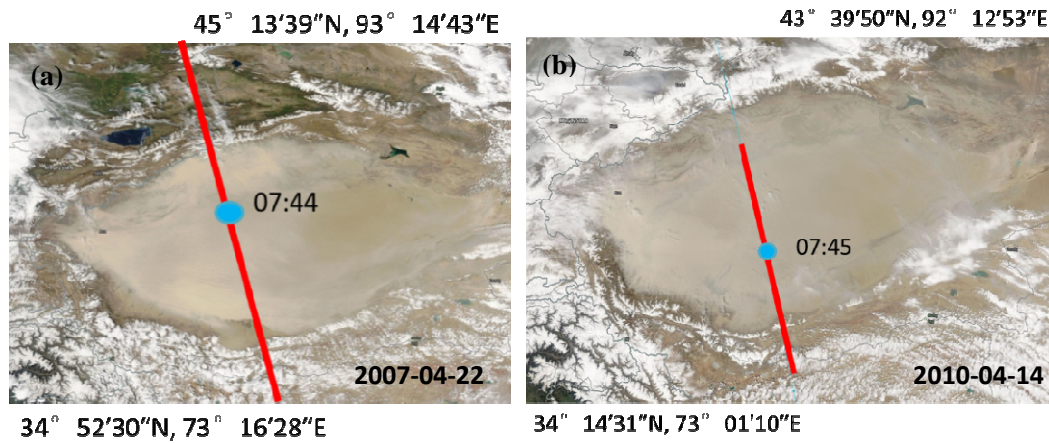 45° 13′39″N, 93° 14′43″E
(a)
07:44
2007-04-22
34° 52′30″N, 73° 16′28″E
43° 39′50″N, 92° 12′53″E
(b)
07:45
2010-04-14
34° 14′31″N, 73° 01′10″E